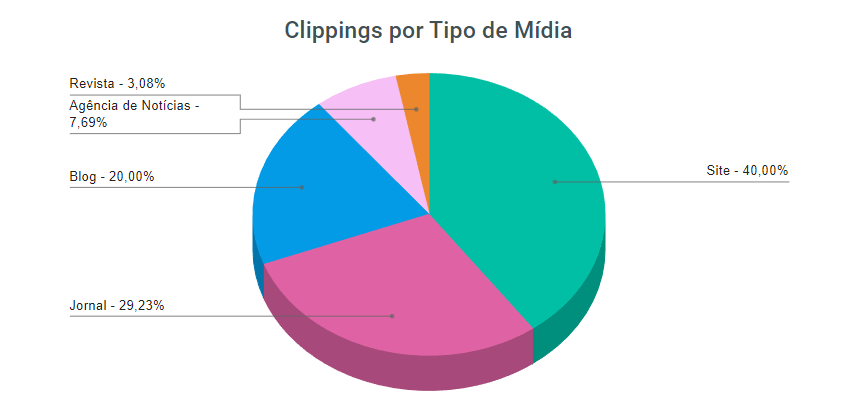 Clippings por Tipo de Mídia
Revista - 3,08%
Agência de Notícias -
7,69%
Blog - 20,00%
Site - 40,00%
Jornal - 29,23%